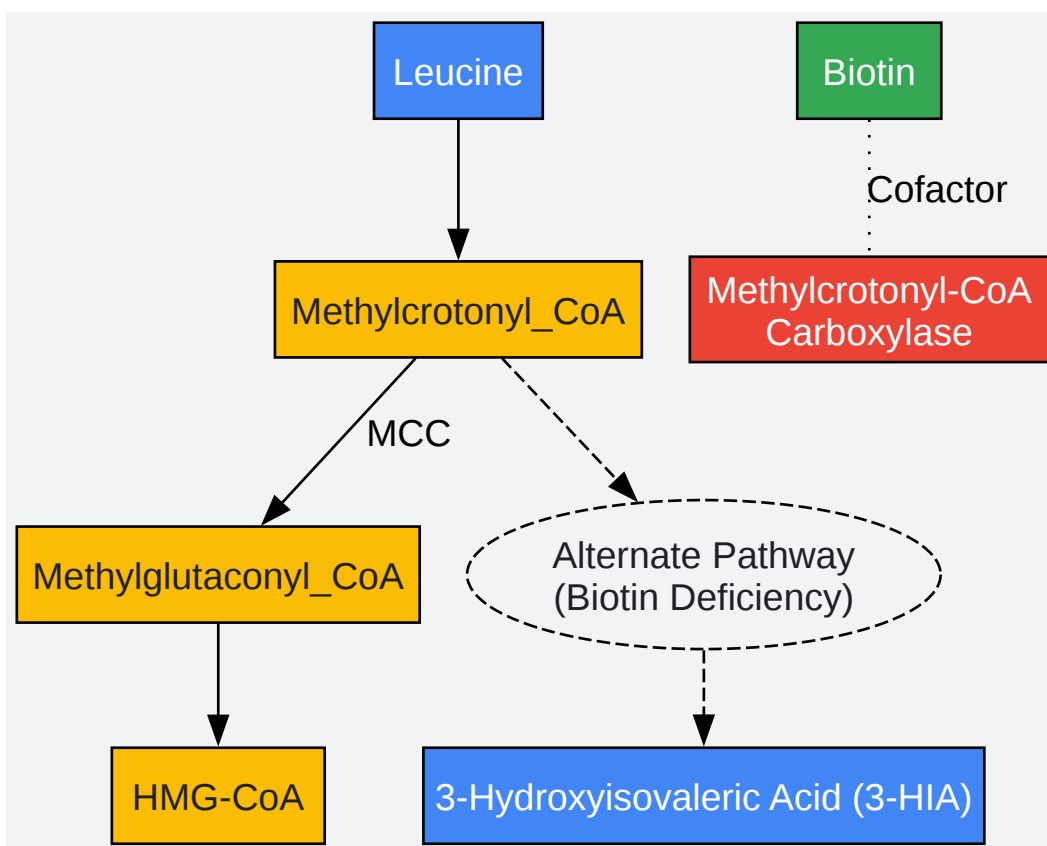 Leucine
Biotin
Cofactor
Methylcrotonyl_CoA
Methylcrotonyl-CoA
Carboxylase
MCC
Methylglutaconyl_CoA
Alternate Pathway
(Biotin Deficiency)
HMG-CoA
3-Hydroxyisovaleric Acid (3-HIA)